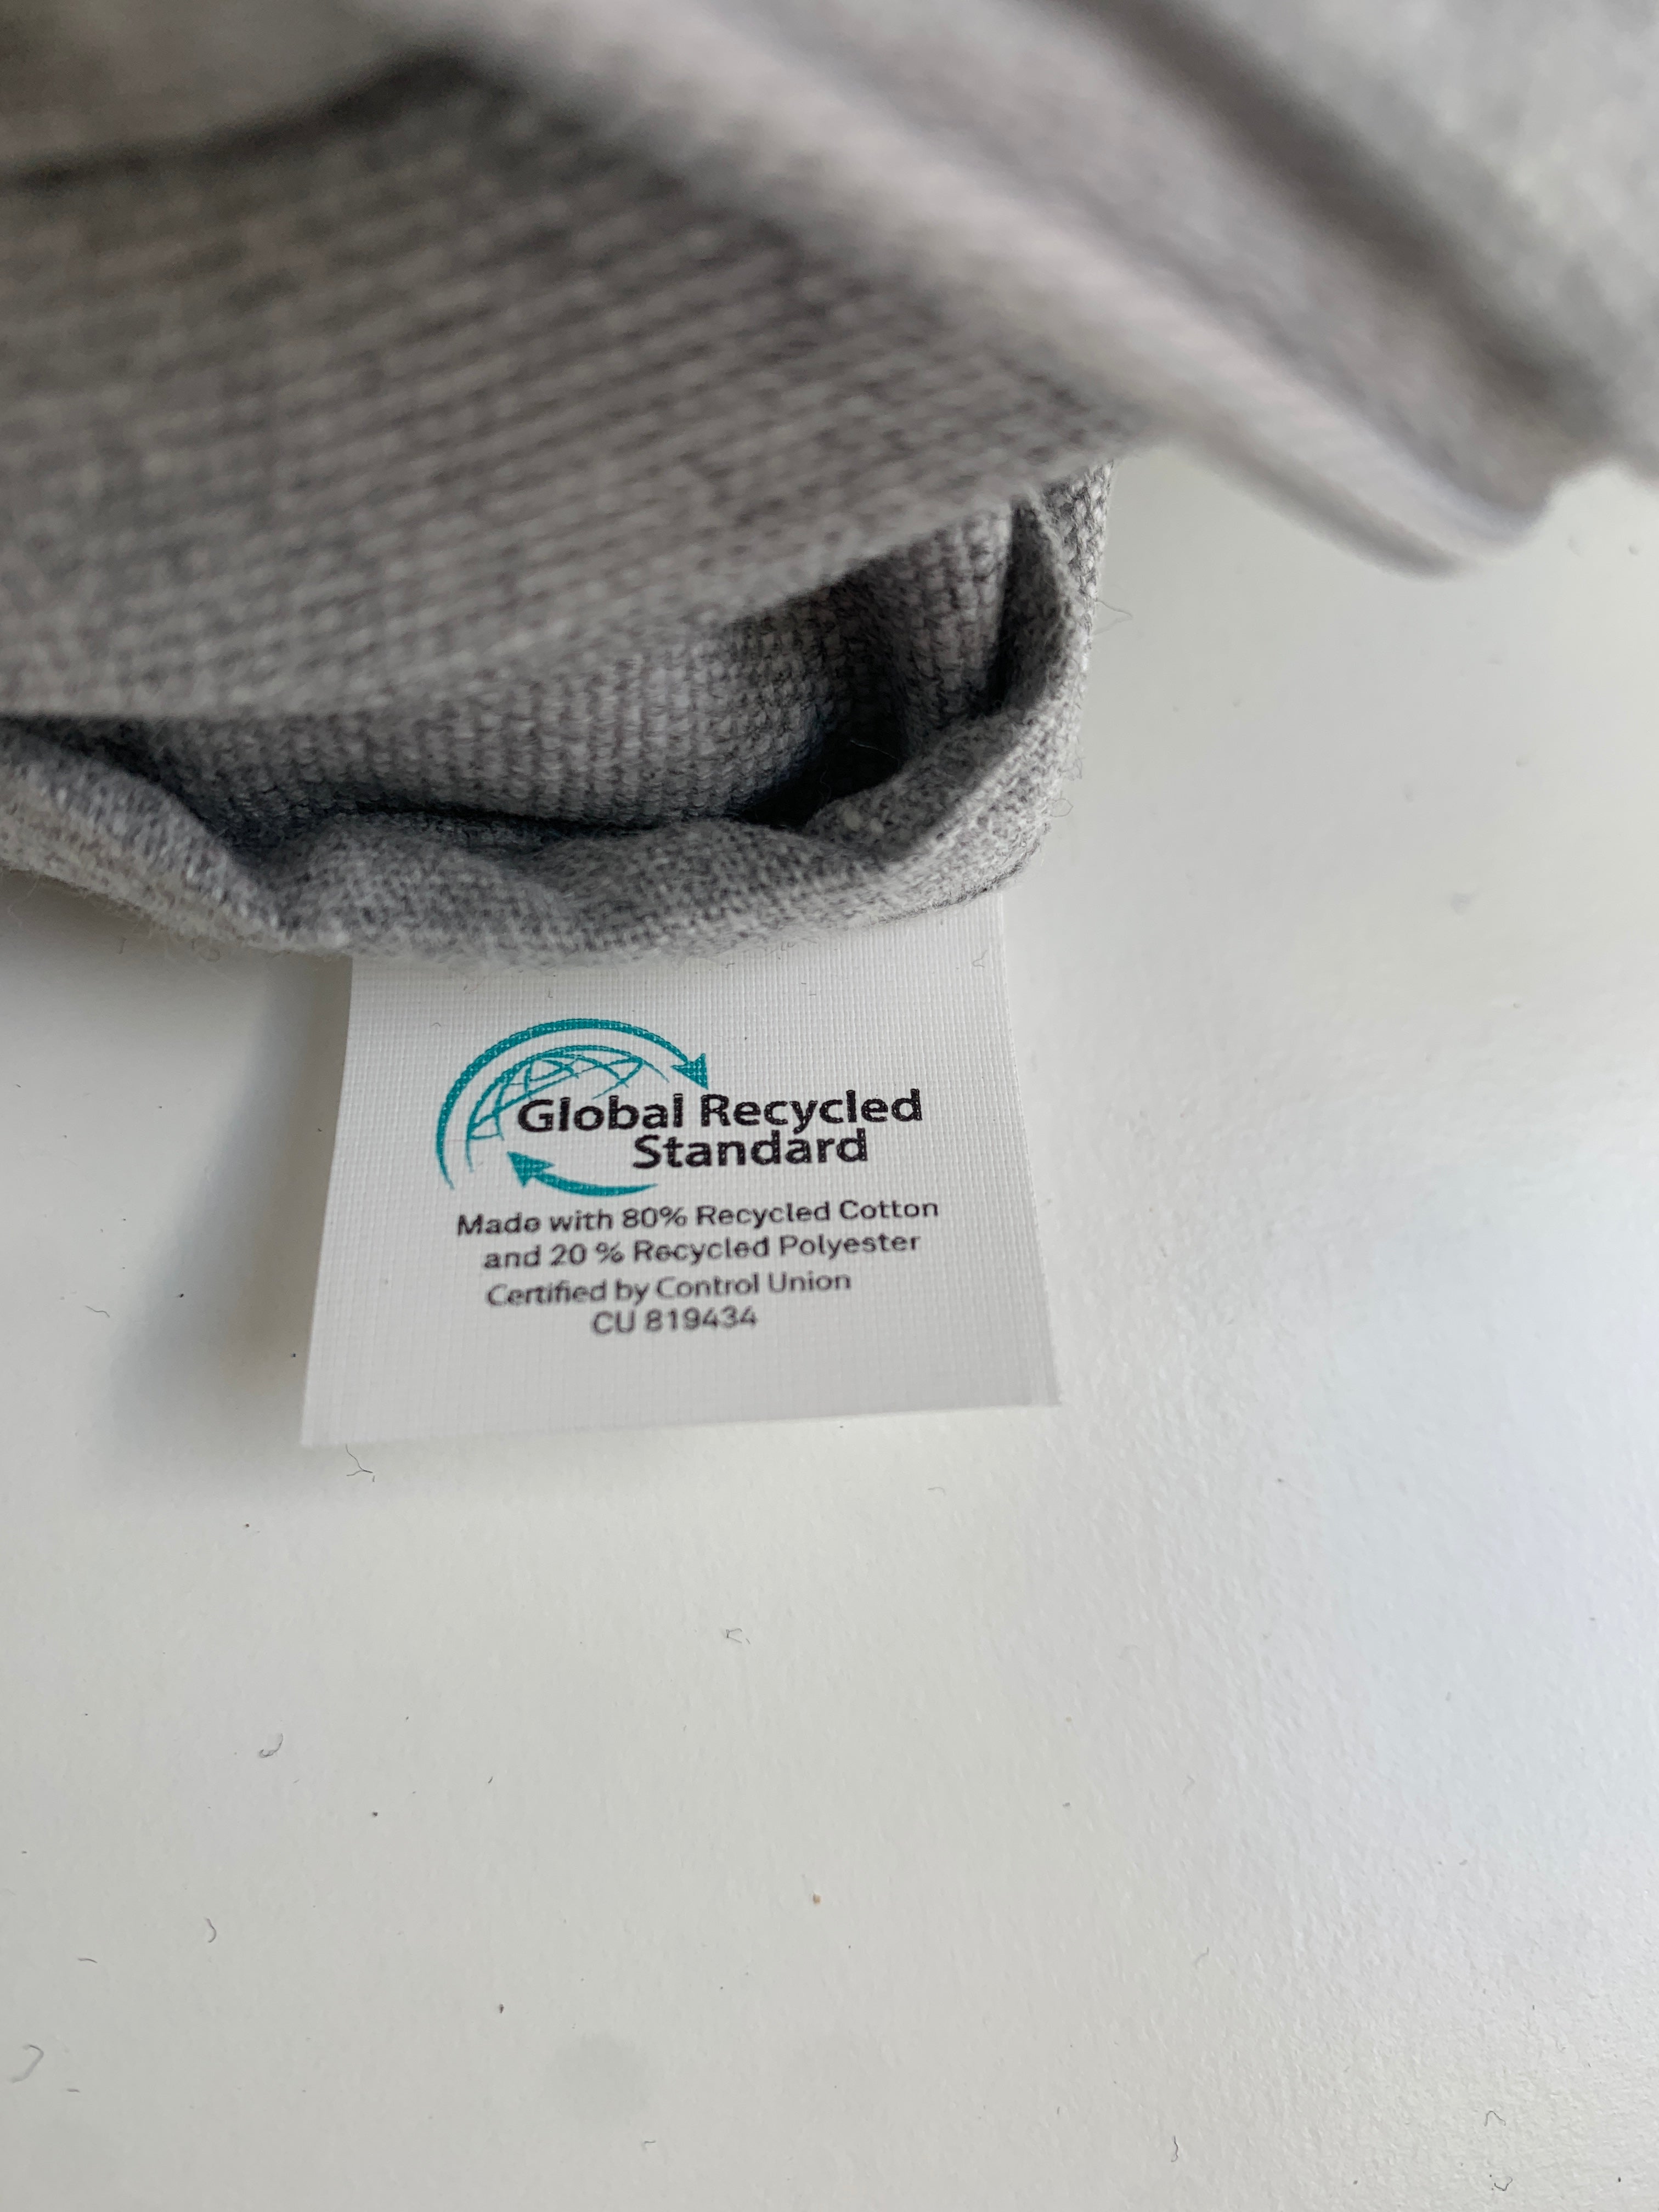 Global Recycled
Standard
Made with 80% Recycled Cotton
and 20 % Recycled Polyester
Certified by Control Union
CU 819434